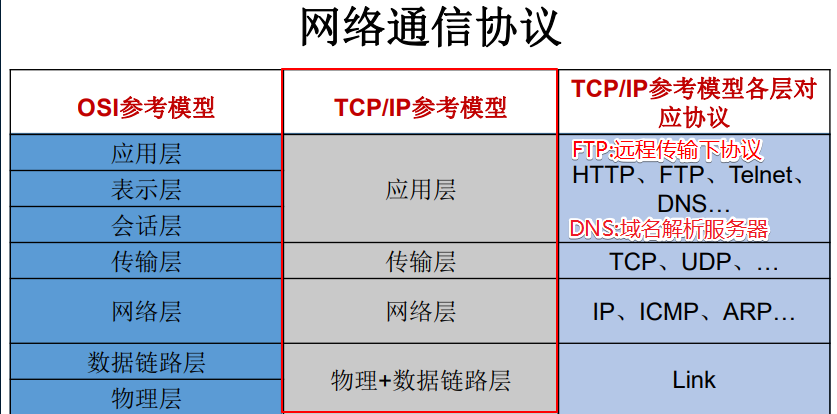 网络通信协议
OSI参考模型
TCP/IP参考模型
TCP/IP参考模型各层对
应协议
应用层
表示层
会话层
应用层
FTP:远程传输下协议
HTTP、FTP、Telnet、
DNS...
DNS:域名解析服务器
传输层
传输层
TCP、UDP、...
网络层
网络层
IP、ICMP、ARP...
数据链路层
物理层
物理+数据链路层
Link